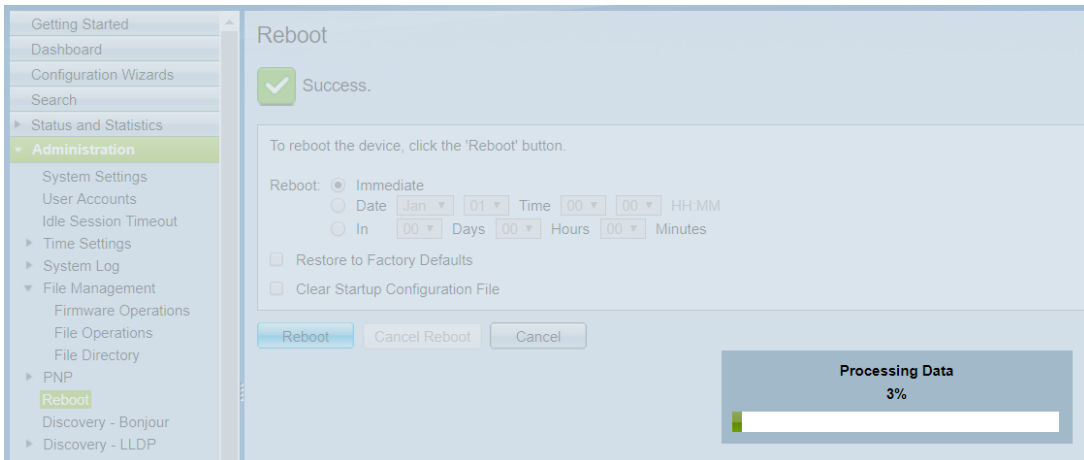 Getting Started
Dashboard
Configuration Wizards
Search
Status and Statistics
Administration
System Settings
User Accounts
Idle Session Timeout
Time Settings
System Log
File Management
Firmware Operations
File Operations
File Directory
PNP
Reboot
Discovery - Bonjour
Discovery - LLDP
Reboot
Success.
To reboot the device, click the 'Reboot' button.
Reboot: Immediate
Date Jan 01 Time 00 00 HH:MM
In 00 Days 00 Hours 00 Minutes
Restore to Factory Defaults
Clear Startup Configuration File
Reboot Cancel Reboot Cancel
Processing Data
3%